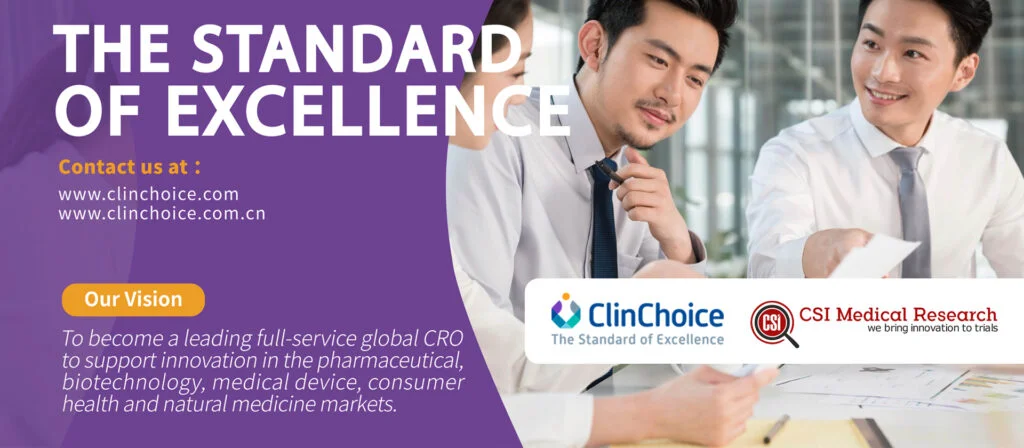 THE STANDARD
OF EXCELLENCE
Contact us at：
www.clinchoice.com
www.clinchoice.com.cn
Our Vision
To become a leading full-service global CRO
to support innovation in the pharmaceutical,
biotechnology, medical device, consumer
health and natural medicine markets.
ClinChoice
The Standard of Excellence
CSI
CSI Medical Research
we bring innovation to trials